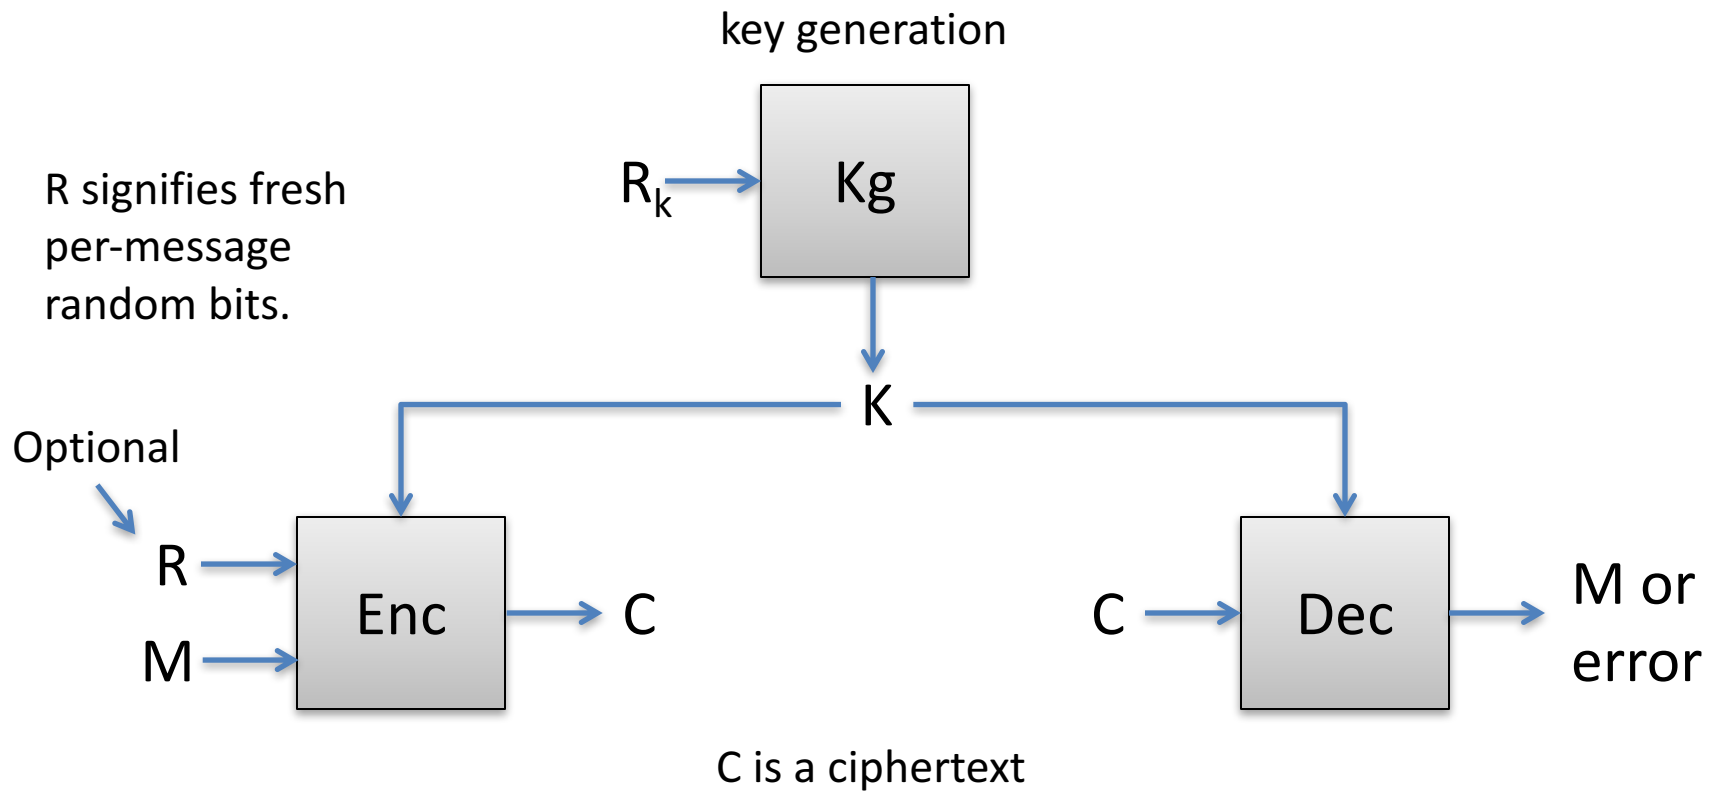 key generation
R signifies fresh
per-message
random bits.
Rk
Kg
K
Optional
R
M
Enc
C
C
Dec
M or
error
C is a ciphertext